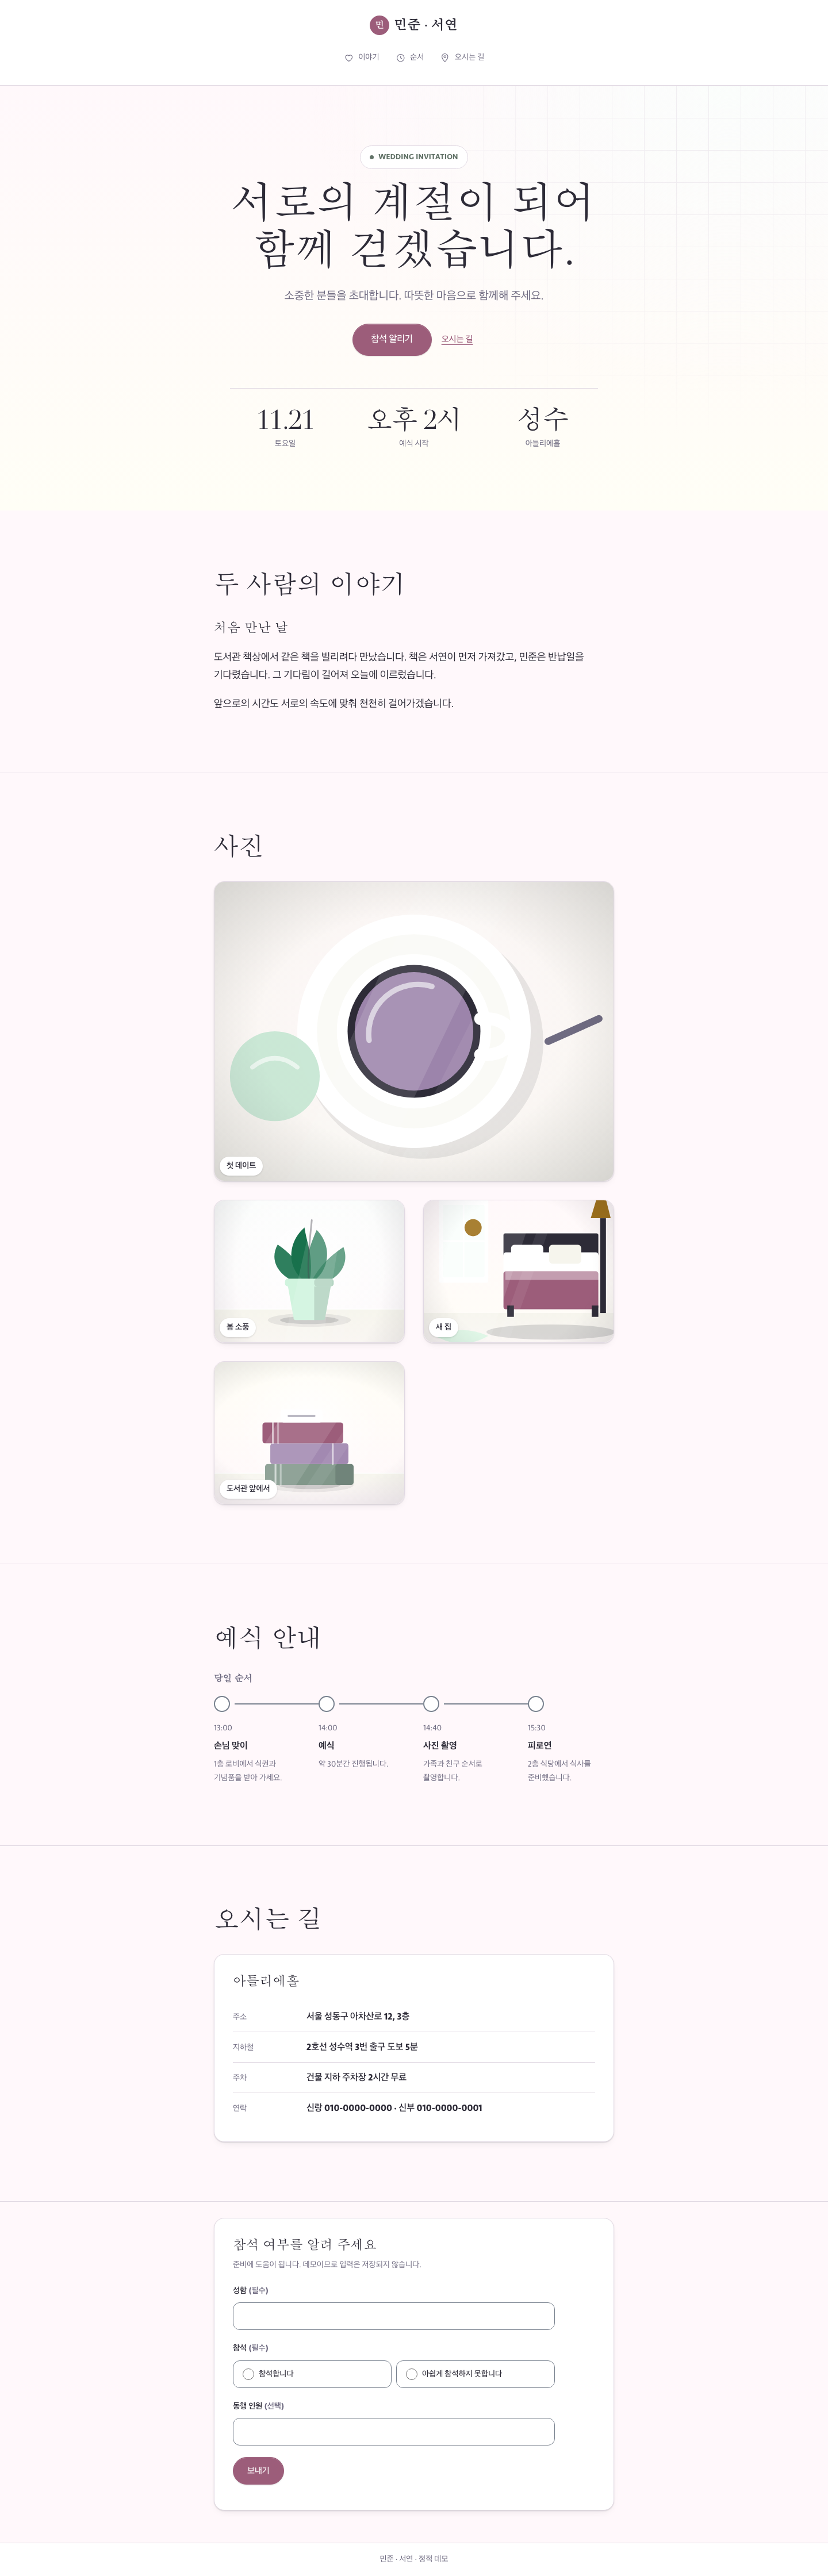 민 민준 · 서연
이야기 순서 오시는 길
WEDDING INVITATION
서로의 계절이 되어
함께 걷겠습니다.
소중한 분들을 초대합니다. 따뜻한 마음으로 함께해 주세요.
참석 알리기 오시는 길
11.21 오후 2시 성수
토요일 예식 시작 아틀리에홀
두 사람의 이야기
처음 만난 날
도서관 책상에서 같은 책을 빌리려다 만났습니다. 책은 서연이 먼저 가져갔고, 민준은 반납일을
기다렸습니다. 그 기다림이 길어져 오늘에 이르렀습니다.
앞으로의 시간도 서로의 속도에 맞춰 천천히 걸어가겠습니다.
사진
첫 데이트
봄 소풍
새 집
도서관 앞에서
예식 안내
당일 순서
13:00
손님 맞이
1층 로비에서 식권과
기념품을 받아 가세요.
14:00
예식
약 30분간 진행됩니다.
14:40
사진 촬영
가족과 친구 순서로
촬영합니다.
15:30
피로연
2층 식당에서 식사를
준비했습니다.
오시는 길
아틀리에홀
주소 서울 성동구 아차산로 12, 3층
지하철 2호선 성수역 3번 출구 도보 5분
주차 건물 지하 주차장 2시간 무료
연락 신랑 010-0000-0000 · 신부 010-0000-0001
참석 여부를 알려 주세요
준비에 도움이 됩니다. 데모이므로 입력은 저장되지 않습니다.
성함 (필수)
참석 (필수)
참석합니다 아쉽게 참석하지 못합니다
동행 인원 (선택)
보내기
민준 · 서연 · 정적 데모